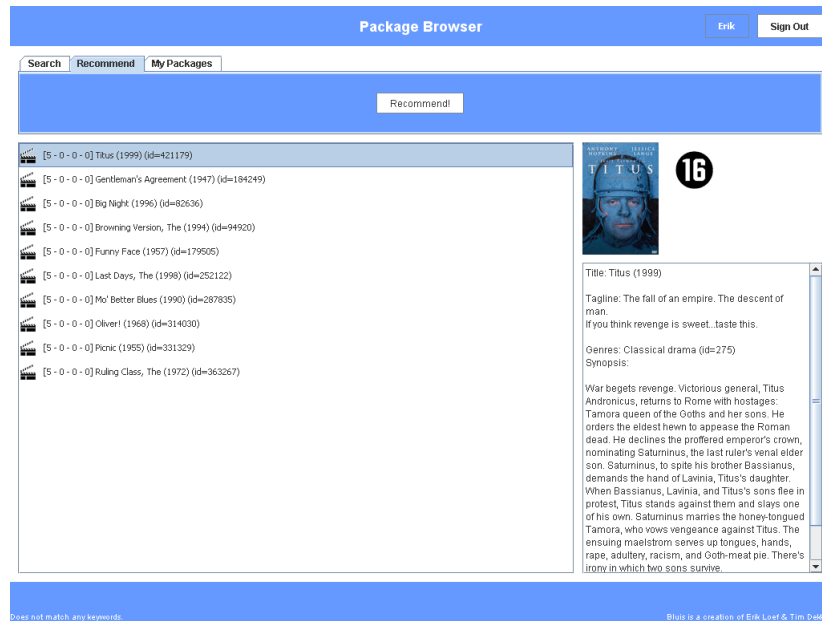 Package Browser
Erik
Sign Out
Search
Recommend
My Packages
Recommend!
[5 - 0 - 0 - 0] Titus (1999) (id=421179)
[5 - 0 - 0 - 0] Gentleman's Agreement (1947) (id=184249)
[5 - 0 - 0 - 0] Big Night (1996) (id=82636)
[5 - 0 - 0 - 0] Browning Version, The (1994) (id=94920)
[5 - 0 - 0 - 0] Funny Face (1957) (id=179505)
[5 - 0 - 0 - 0] Last Days, The (1998) (id=252122)
[5 - 0 - 0 - 0] Mo' Better Blues (1990) (id=287835)
[5 - 0 - 0 - 0] Oliver! (1968) (id=314030)
[5 - 0 - 0 - 0] Picnic (1955) (id=331329)
[5 - 0 - 0 - 0] Ruling Class, The (1972) (id=363267)
ANTHONY JESSICA
HOPKINS LANGE
TITUS
16
Title: Titus (1999)
Tagline: The fall of an empire. The descent of
man.
If you think revenge is sweet...taste this.
Genres: Classical drama (id=275)
Synopsis:
War begets revenge. Victorious general, Titus
Andronicus, returns to Rome with hostages:
Tamora queen of the Goths and her sons. He
orders the eldest hewn to appease the Roman
dead. He declines the proffered emperor's crown,
nominating Saturninus, the last ruler's venal elder
son. Saturninus, to spite his brother Bassianus,
demands the hand of Lavinia, Titus's daughter.
When Bassianus, Lavinia, and Titus's sons flee in
protest, Titus stands against them and slays one
of his own. Saturninus marries the honey-tongued
Tamora, who vows vengeance against Titus. The
ensuing maelstrom serves up tongues, hands,
rape, adultery, racism, and Goth-meat pie. There's
irony in which two sons survive.
Does not match any keywords.
Bluis is a creation of Erik Loef & Tim